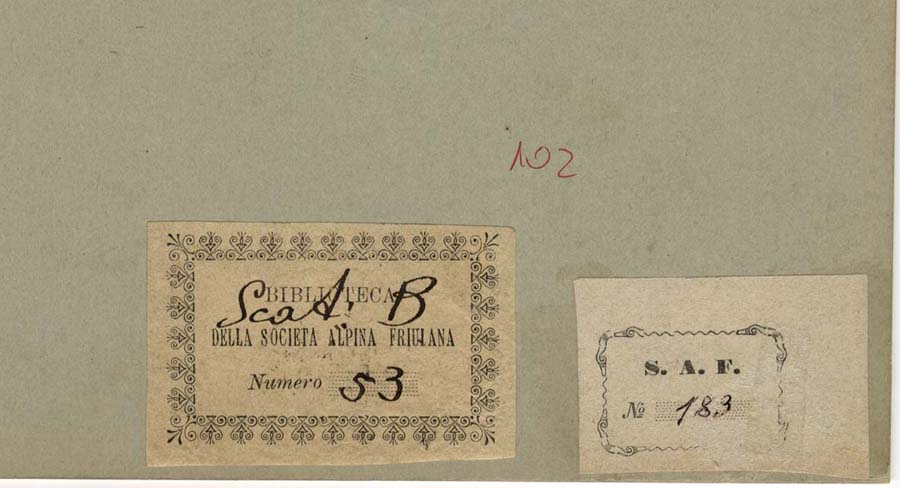 102
BIBLIOTECA
Scaf. B
DELLA SOCIETÀ ALPINA FRIULANA
Numero 53
S. A. F.
№ 183